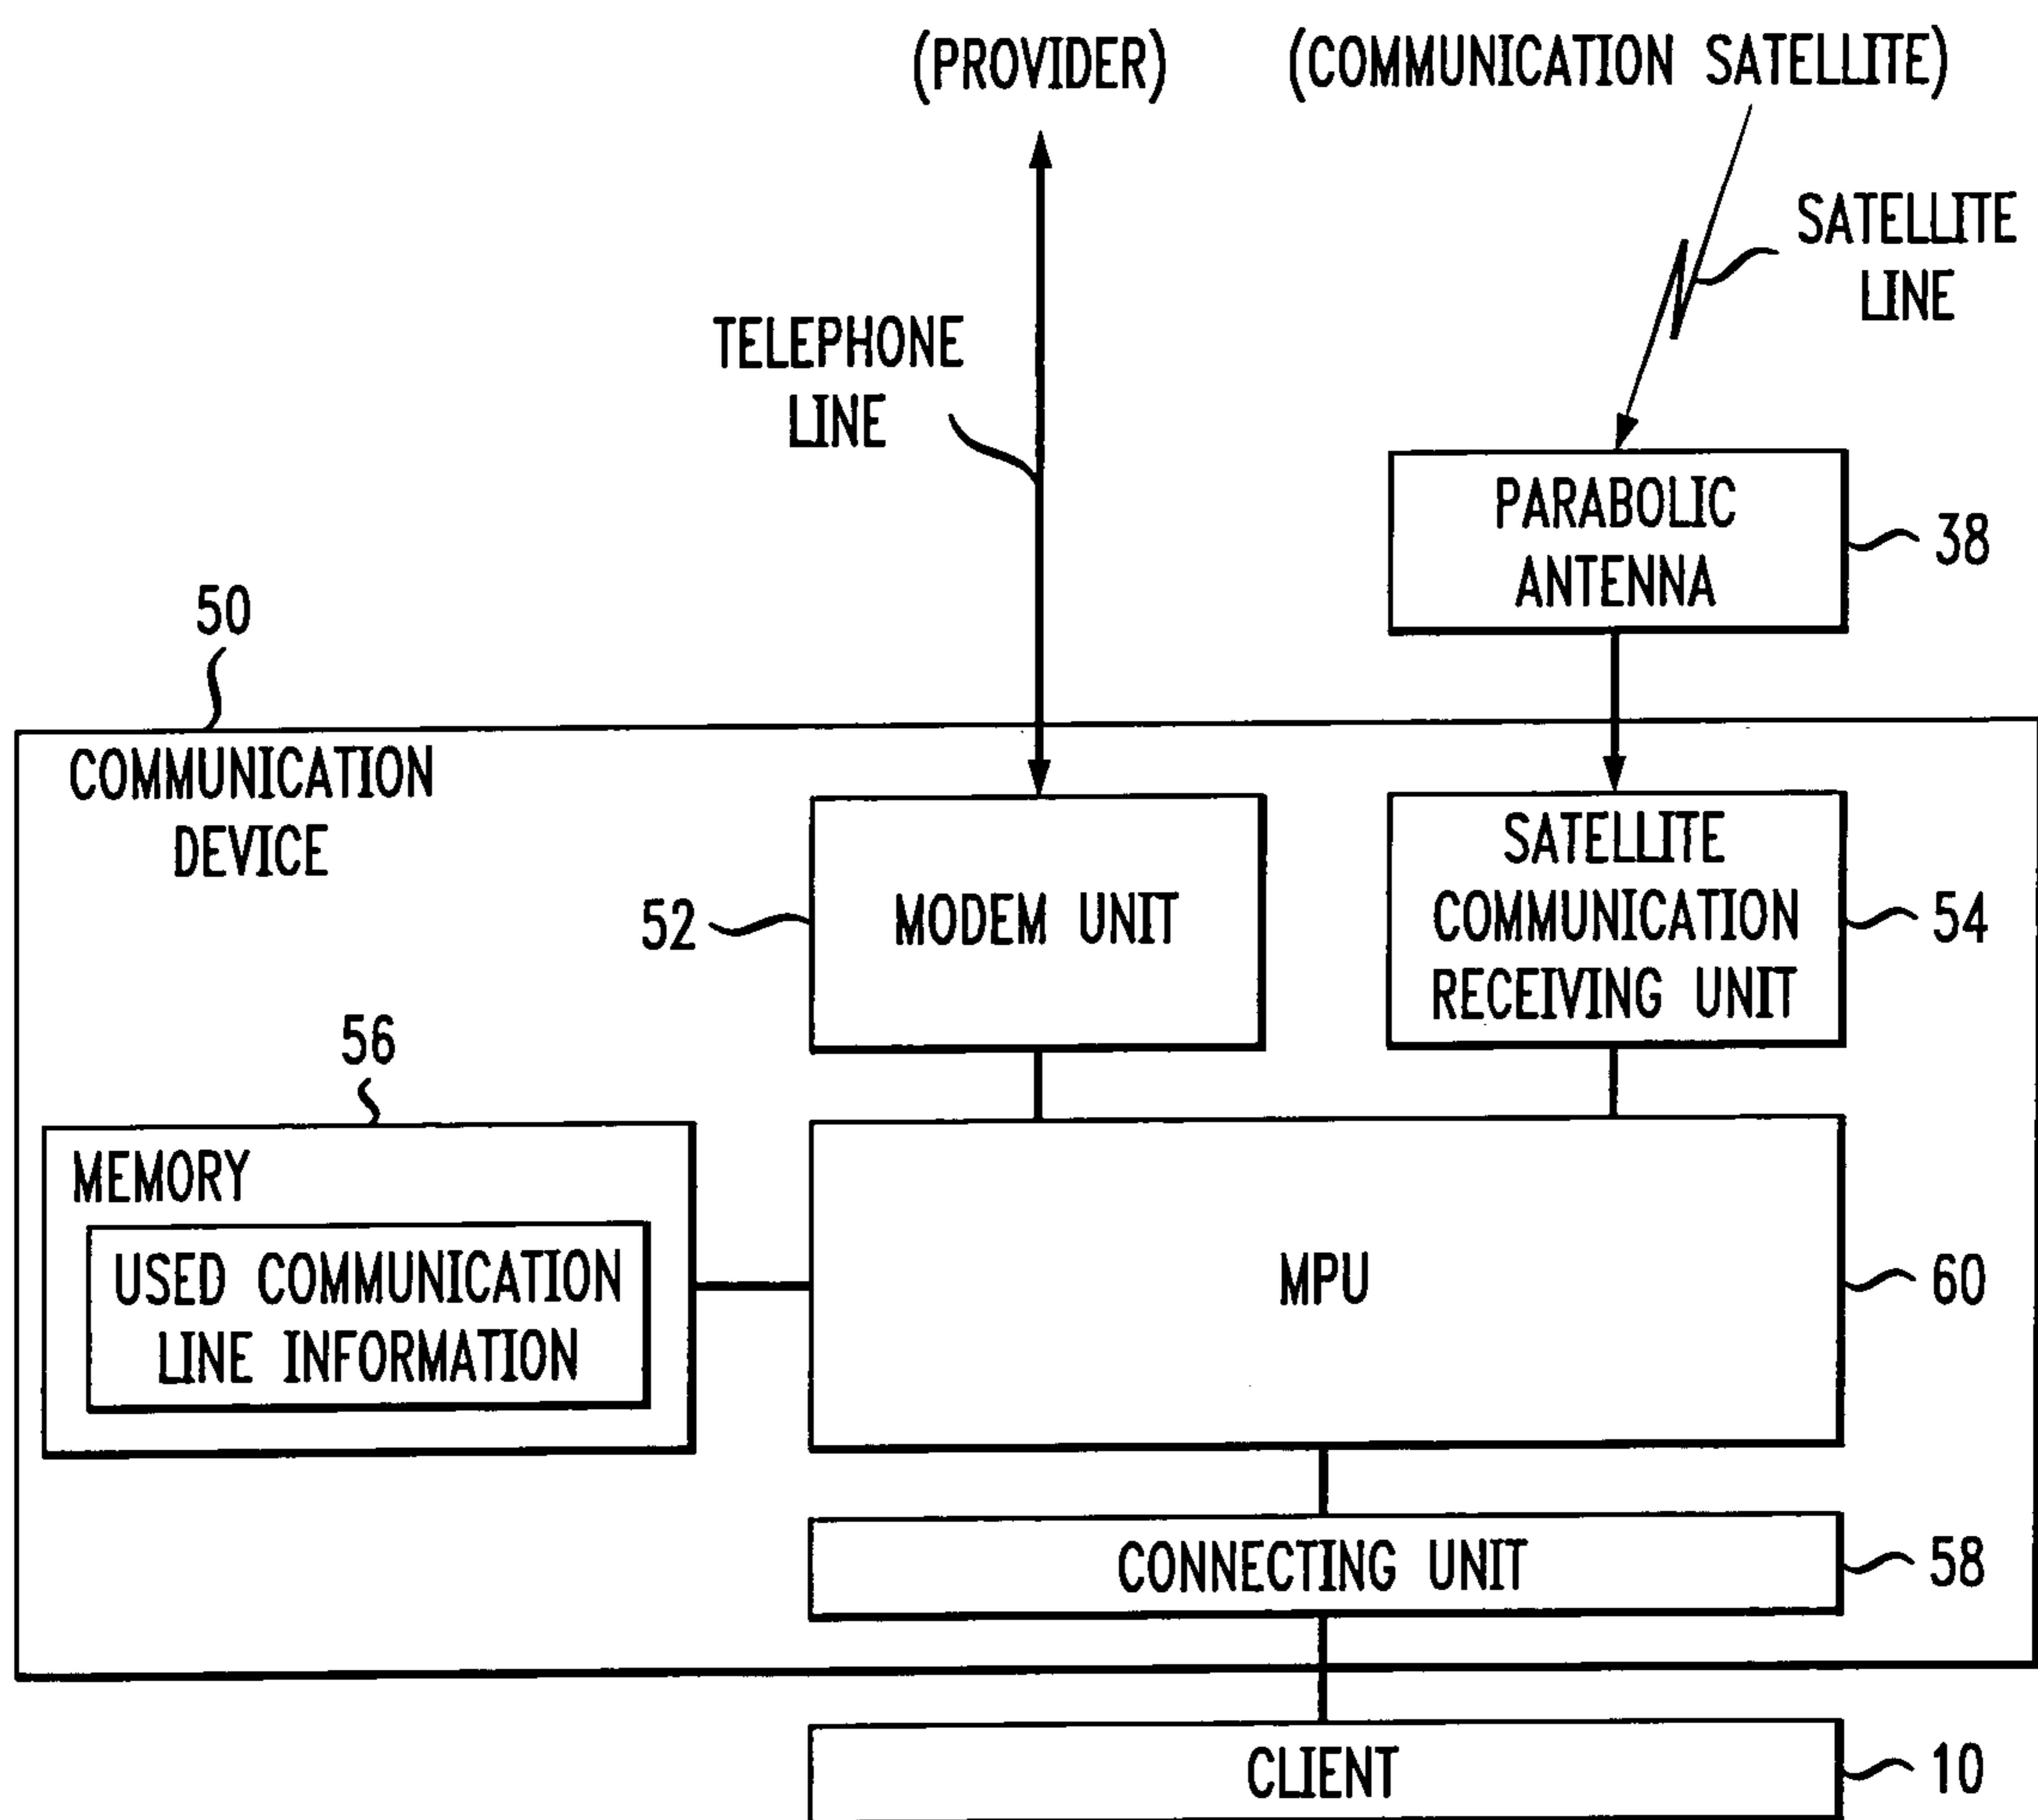 (PROVIDER)
(COMMUNICATION SATELLITE)
SATELLITE
LINE
TELEPHONE
LINE
PARABOLIC
ANTENNA
38
50
COMMUNICATION
DEVICE
52
MODEM UNIT
SATELLITE
COMMUNICATION
RECEIVING UNIT
54
56
MEMORY
USED COMMUNICATION
LINE INFORMATION
MPU
60
CONNECTING UNIT
58
CLIENT
10